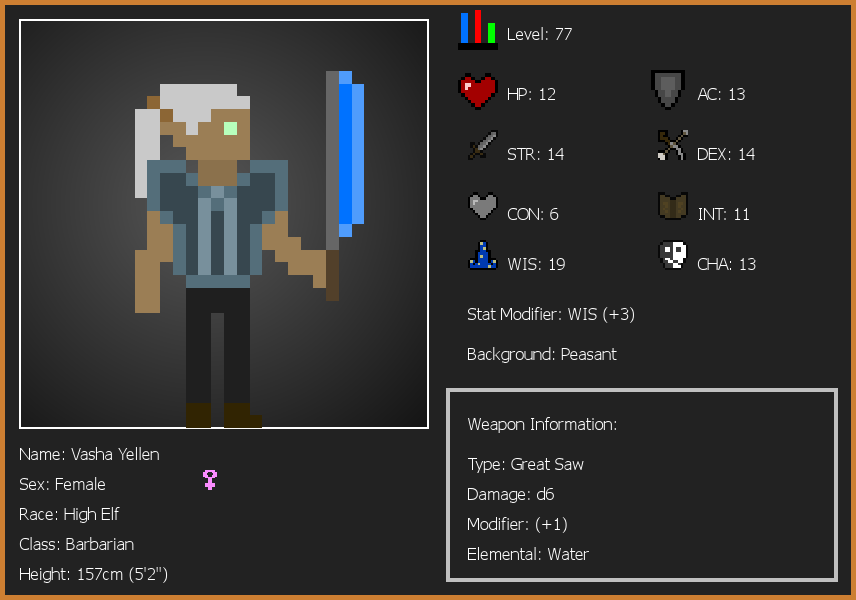 Level: 77
HP: 12
AC: 13
STR: 14
DEX: 14
CON: 6
INT: 11
WIS: 19
CHA: 13
Stat Modifier: WIS (+3)
Background: Peasant
Weapon Information:
Type: Great Saw
Damage: d6
Modifier: (+1)
Elemental: Water
Name: Vasha Yellen
Sex: Female
Race: High Elf
Class: Barbarian
Height: 157cm (5'2")